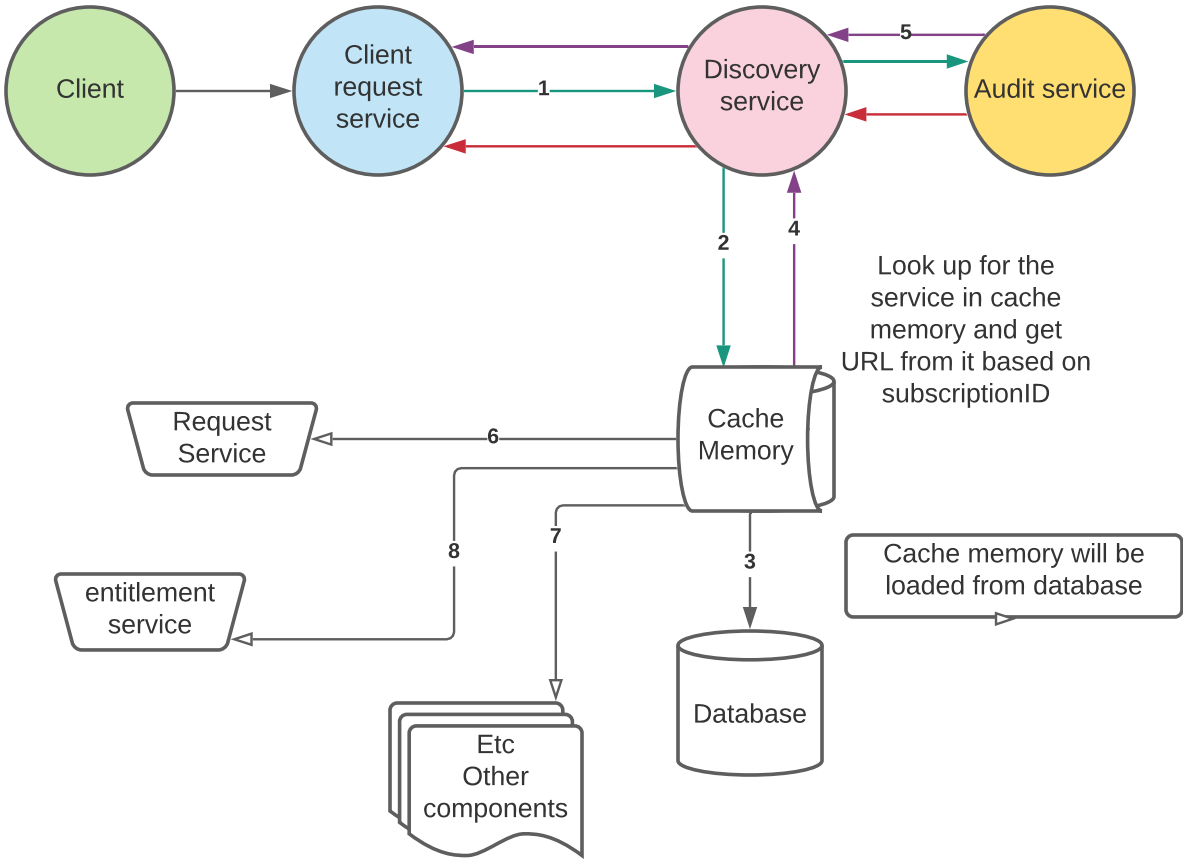 Client
Client
request
service
1
Discovery
service
5
Audit service
2
4
Look up for the
service in cache
memory and get
URL from it based on
subscriptionID
Cache
Memory
Request
Service
6
8
7
3
Cache memory will be
loaded from database
entitlement
service
Database
Etc
Other
components